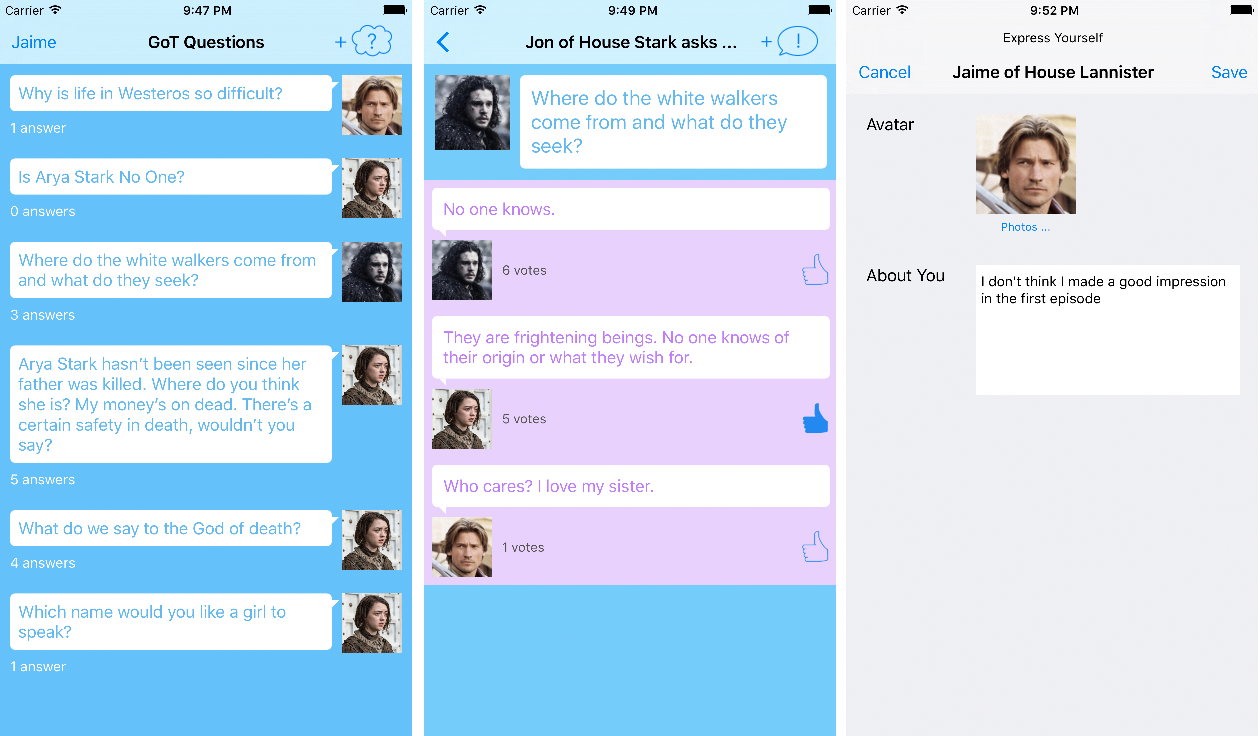 Carrier 9:47 PM
Jaime GoT Questions + ?
Why is life in Westeros so difficult?
1 answer
Is Arya Stark No One?
0 answers
Where do the white walkers come from
and what do they seek?
3 answers
Arya Stark hasn’t been seen since her
father was killed. Where do you think
she is? My money’s on dead. There’s a
certain safety in death, wouldn’t you
say?
5 answers
What do we say to the God of death?
4 answers
Which name would you like a girl to
speak?
1 answer
Carrier 9:49 PM
Jon of House Stark asks ... + !
Where do the white walkers
come from and what do they
seek?
No one knows.
6 votes
They are frightening beings. No one knows of
their origin or what they wish for.
5 votes
Who cares? I love my sister.
1 votes
Carrier 9:52 PM
Express Yourself
Cancel Jaime of House Lannister Save
Avatar
Photos ...
About You
I don't think I made a good impression
in the first episode